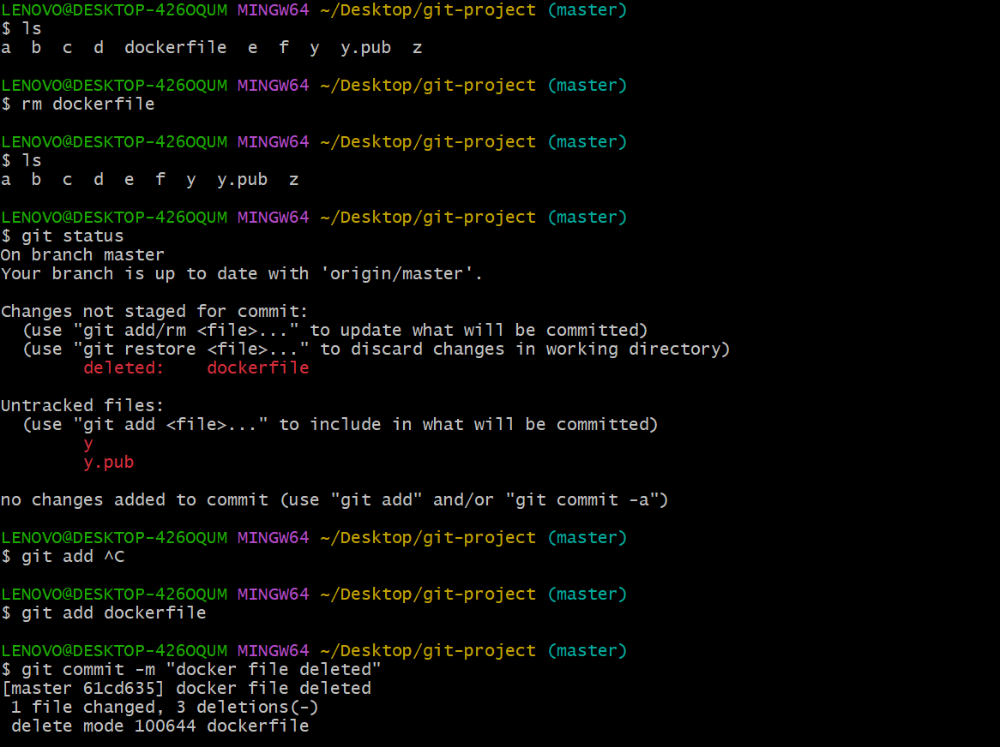 LENOVO@DESKTOP-426OQUM MINGW64 ~/Desktop/git-project (master)
$ ls
a  b  c  d  dockerfile  e  f  y  y.pub  z
LENOVO@DESKTOP-426OQUM MINGW64 ~/Desktop/git-project (master)
$ rm dockerfile
LENOVO@DESKTOP-426OQUM MINGW64 ~/Desktop/git-project (master)
$ ls
a  b  c  d  e  f  y  y.pub  z
LENOVO@DESKTOP-426OQUM MINGW64 ~/Desktop/git-project (master)
$ git status
On branch master
Your branch is up to date with 'origin/master'.
Changes not staged for commit:
  (use "git add/rm <file>..." to update what will be committed)
  (use "git restore <file>..." to discard changes in working directory)
        deleted:    dockerfile
Untracked files:
  (use "git add <file>..." to include in what will be committed)
        y
        y.pub
no changes added to commit (use "git add" and/or "git commit -a")
LENOVO@DESKTOP-426OQUM MINGW64 ~/Desktop/git-project (master)
$ git add ^C
LENOVO@DESKTOP-426OQUM MINGW64 ~/Desktop/git-project (master)
$ git add dockerfile
LENOVO@DESKTOP-426OQUM MINGW64 ~/Desktop/git-project (master)
$ git commit -m "docker file deleted"
[master 61cd635] docker file deleted
 1 file changed, 3 deletions(-)
 delete mode 100644 dockerfile